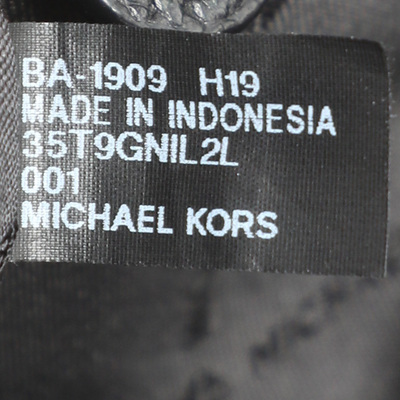 BA-1909 H19
MADE IN INDONESIA
35T9GNIL2L
001
MICHAEL KORS